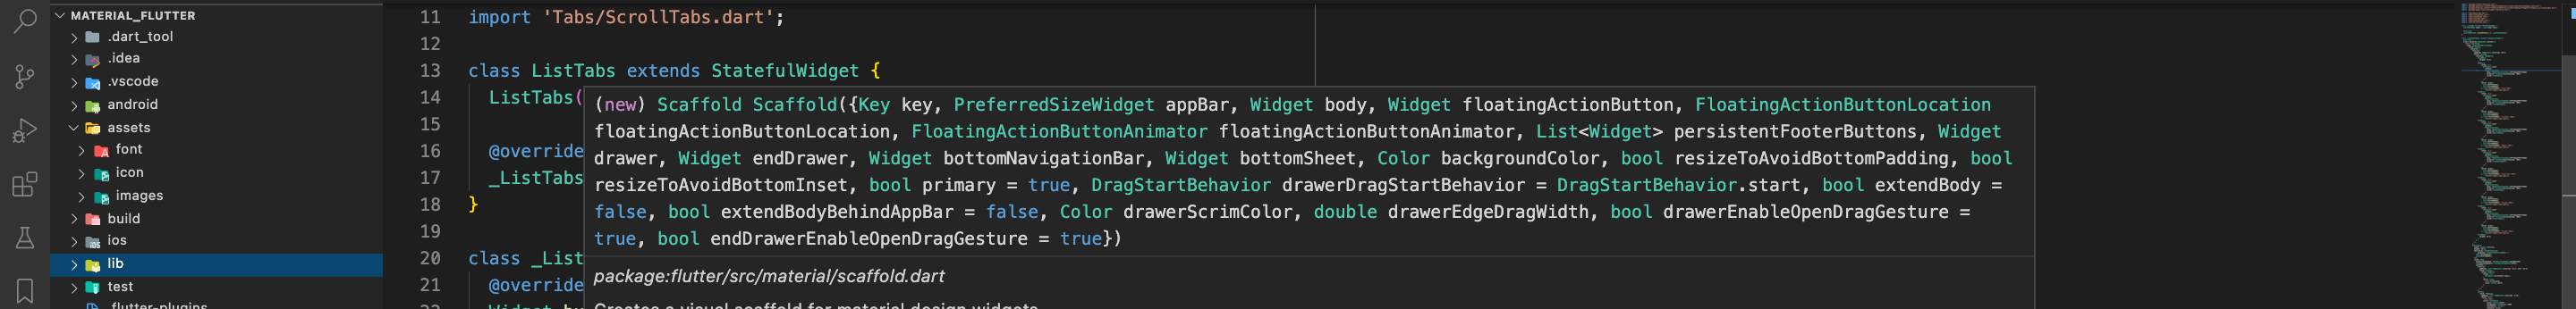 MATERIAL_FLUTTER
.dart_tool
.idea
.vscode
android
assets
font
icon
images
build
ios
lib
test
.flutter-plugins
11 import 'Tabs/ScrollTabs.dart';
12
13 class ListTabs extends StatefulWidget {
14 ListTabs(
15
16 @override
17 _ListTabs
18 }
19
20 class _List
21 @override
(new) Scaffold Scaffold({Key key, PreferredSizeWidget appBar, Widget body, Widget floatingActionButton, FloatingActionButtonLocation
floatingActionButtonLocation, FloatingActionButtonAnimator floatingActionButtonAnimator, List<Widget> persistentFooterButtons, Widget
drawer, Widget endDrawer, Widget bottomNavigationBar, Widget bottomSheet, Color backgroundColor, bool resizeToAvoidBottomPadding, bool
resizeToAvoidBottomInset, bool primary = true, DragStartBehavior drawerDragStartBehavior = DragStartBehavior.start, bool extendBody =
false, bool extendBodyBehindAppBar = false, Color drawerScrimColor, double drawerEdgeDragWidth, bool drawerEnableOpenDragGesture =
true, bool endDrawerEnableOpenDragGesture = true})
package:flutter/src/material/scaffold.dart
Creates a visual scaffold for material design widgets